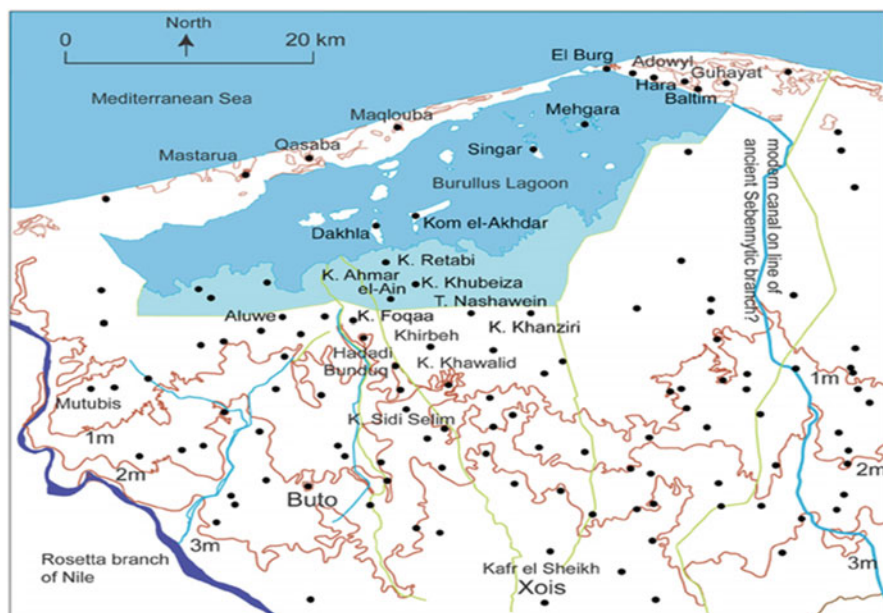 North
0 20 km
Mediterranean Sea
El Burg
Adowyl
Guhayat
Hara
Baltim
Mehgara
Maqlouba
Qasaba
Singar
Mastarua
Burullus Lagoon
modern canal on line of
ancient Sebennytic branch?
Kom el-Akhdar
Dakhla
K. Retabi
K. Ahmar
el-Ain
K. Khubeiza
T. Nashawein
Aluwe
K. Foqaa
K. Khanziri
Khirbeh
Hadadi
Bunduq
K. Khawalid
1m
Mutubis
K. Sidi Selim
1m
2m
2m
Buto
3m
Rosetta branch
of Nile
Kafr el Sheikh
Xois
3m